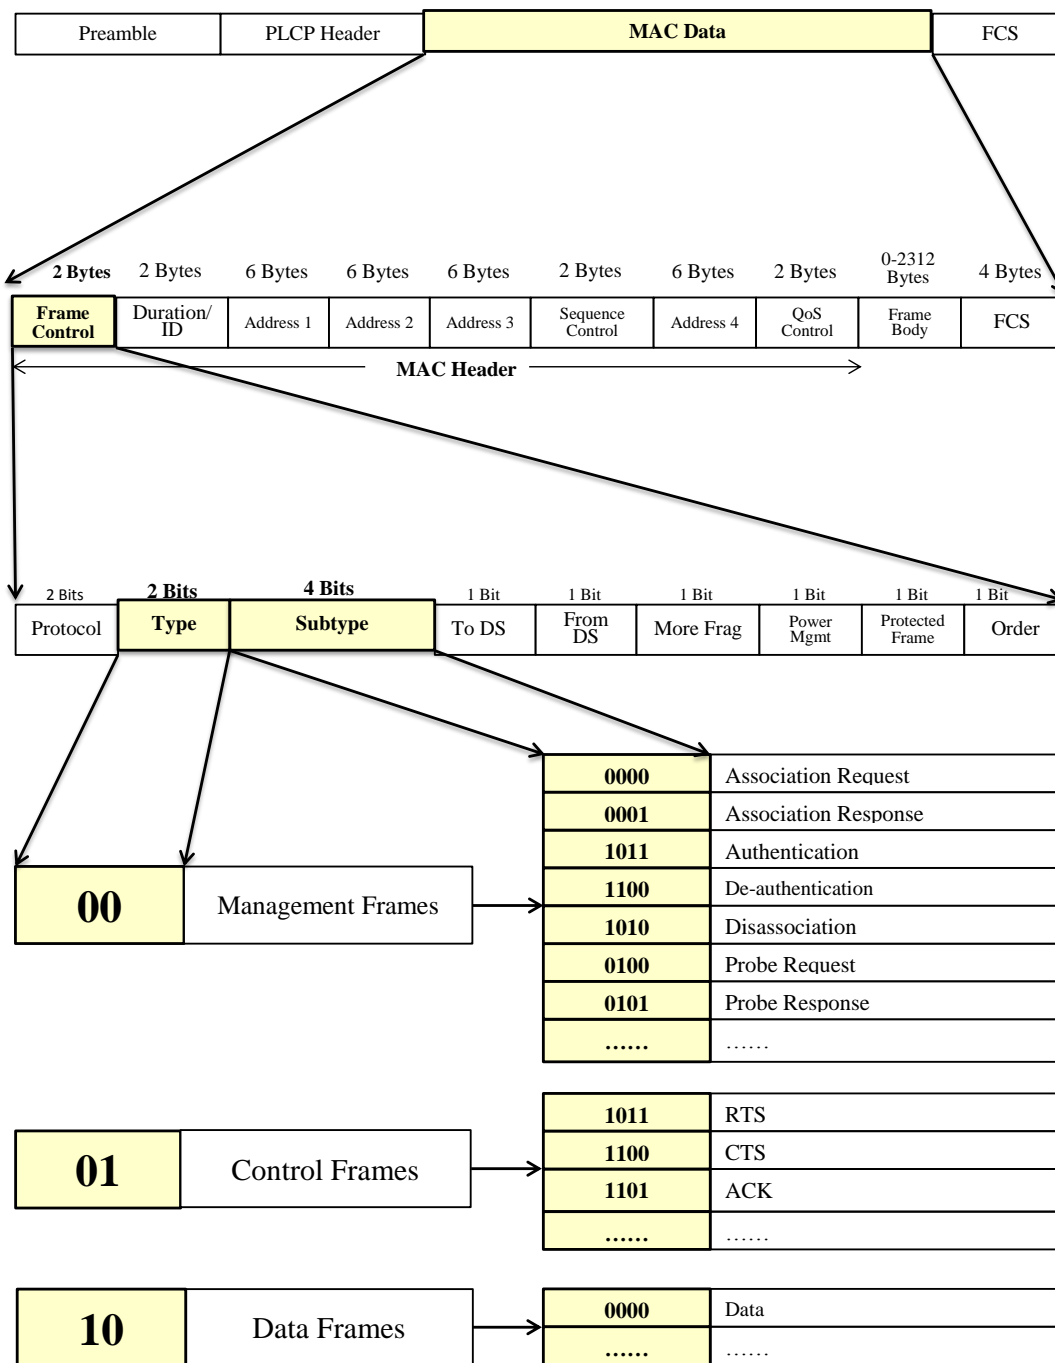 Preamble PLCP Header MAC Data FCS
2 Bytes 2 Bytes 6 Bytes 6 Bytes 6 Bytes 2 Bytes 6 Bytes 2 Bytes 0-2312 Bytes 4 Bytes
Frame Control Duration/ ID Address 1 Address 2 Address 3 Sequence Control Address 4 QoS Control Frame Body FCS
MAC Header
2 Bits 2 Bits 4 Bits 1 Bit 1 Bit 1 Bit 1 Bit 1 Bit 1 Bit
Protocol Type Subtype To DS From DS More Frag Power Mgmt Protected Frame Order
00 Management Frames
0000 Association Request
0001 Association Response
1011 Authentication
1100 De-authentication
1010 Disassociation
0100 Probe Request
0101 Probe Response
...... ......
01 Control Frames
1011 RTS
1100 CTS
1101 ACK
...... ......
10 Data Frames
0000 Data
...... ......